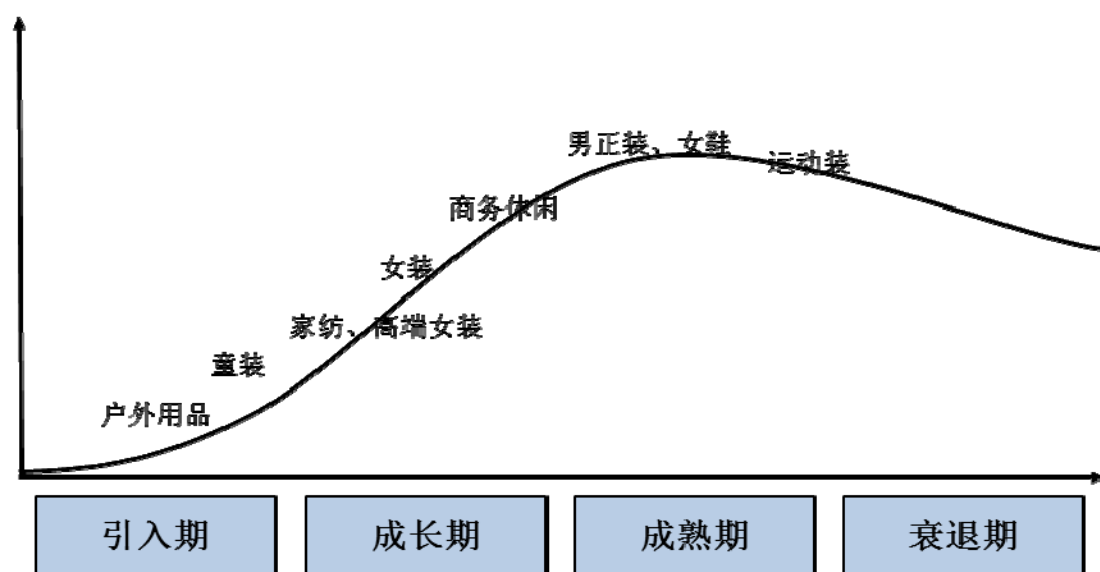 男正装、女鞋
运动装
商务休闲
女装
家纺、高端女装
童装
户外用品
引入期
成长期
成熟期
衰退期